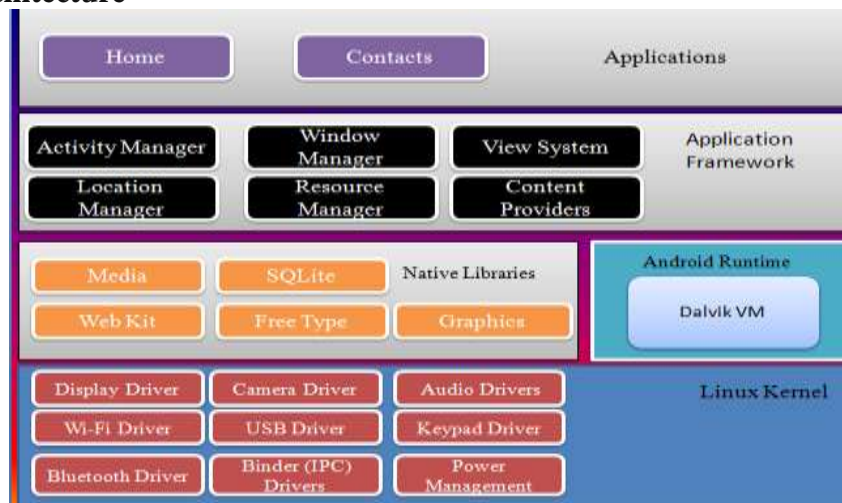 Home
Contacts
Applications
Activity Manager
Window
Manager
View System
Application
Framework
Location
Manager
Resource
Manager
Content
Providers
Media
SQLite
Native Libraries
Android Runtime
Web Kit
Free Type
Graphics
Dalvik VM
Display Driver
Camera Driver
Audio Drivers
Linux Kernel
Wi-Fi Driver
USB Driver
Keypad Driver
Bluetooth Driver
Binder (IPC)
Drivers
Power
Management